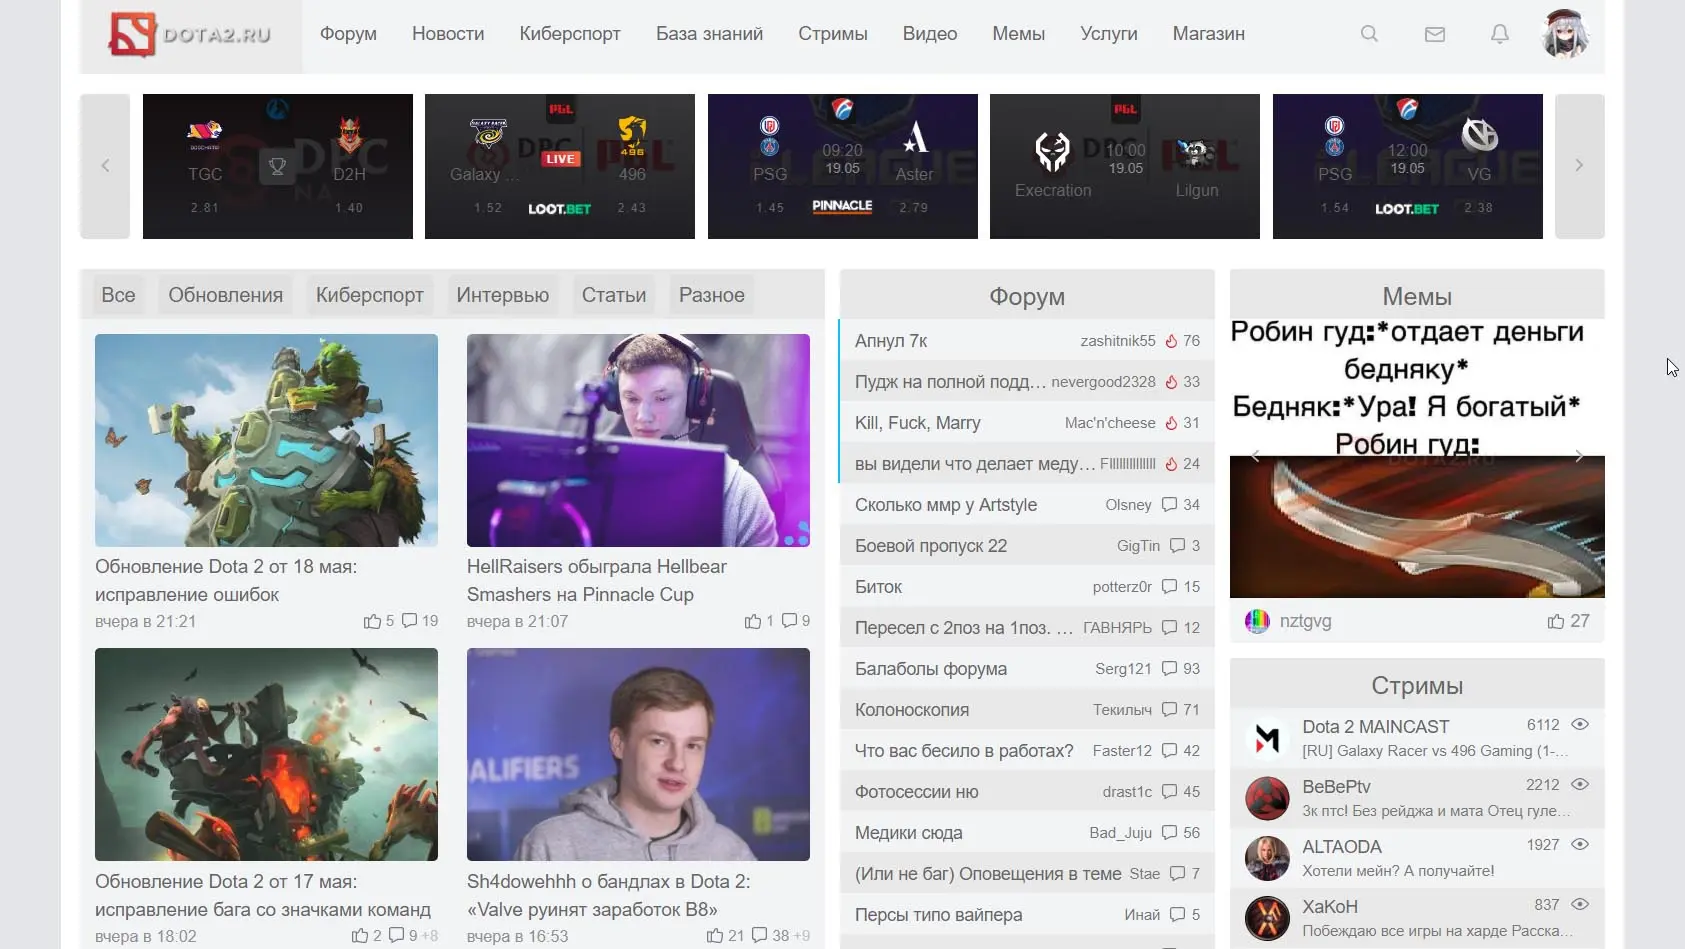 DOTA2.RU
Форум
Новости
Киберспорт
База знаний
Стримы
Видео
Мемы
Услуги
Магазин
TGC
D2H
2.81
1.40
DPC
NA
PGL
LIVE
Galaxy ...
496
1.52
LOOT.BET
2.43
09:20
19.05
PSG
Aster
1.45
PINNACLE
2.79
PGL
10:00
19.05
Execration
Lilgun
12:00
19.05
PSG
VG
1.54
LOOT.BET
2.38
Все
Обновления
Киберспорт
Интервью
Статьи
Разное
Обновление Dota 2 от 18 мая:
исправление ошибок
вчера в 21:21
5
19
HellRaisers обыграла Hellbear
Smashers на Pinnacle Cup
вчера в 21:07
1
9
ALIFIERS
Обновление Dota 2 от 17 мая:
исправление бага со значками команд
вчера в 18:02
2
9 +8
Sh4dowehhh о бандлах в Dota 2:
«Valve руинят заработок B8»
вчера в 16:53
21
38 +9
Форум
Апнул 7к zashitnik55 76
Пудж на полной подд... nevergood2328 33
Kill, Fuck, Marry Mac'n'cheese 31
вы видели что делает меду... 24
Сколько ммр у Artstyle Olsney 34
Боевой пропуск 22 GigTin 3
Биток potterz0r 15
Пересел с 2поз на 1поз. ... ГАВНЯРЬ 12
Балаболы форума Serg121 93
Колоноскопия Текилыч 71
Что вас бесило в работах? Faster12 42
Фотосессии ню drast1c 45
Медики сюда Bad_Juju 56
(Или не баг) Оповещения в теме Stae 7
Персы типо вайпера Инай 5
Мемы
Робин гуд:*отдает деньги
бедняку*
Бедняк:*Ура! Я богатый*
Робин гуд:
DOTA2.RU
nztgvg
27
Стримы
Dota 2 MAINCAST 6112
[RU] Galaxy Racer vs 496 Gaming (1-...
BeBePtv 2212
3к птс! Без рейджа и мата Отец гуле...
ALTAODA 1927
Хотели мейн? А получайте!
XaKoH 837
Побеждаю все игры на харде Расска...